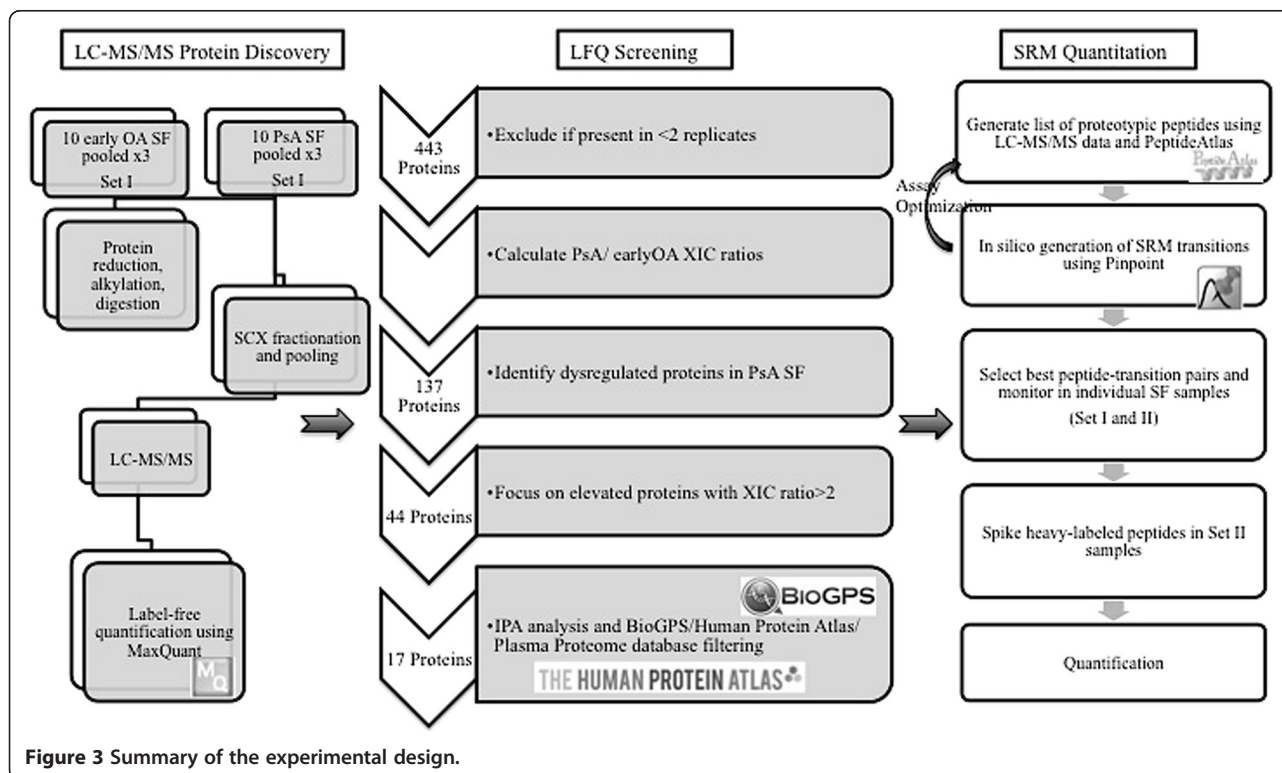 LC-MS/MS Protein Discovery
10 early OA SF
pooled x3
Set I
10 PsA SF
pooled x3
Set I
Protein
reduction,
alkylation,
digestion
SCX fractionation
and pooling
LC-MS/MS
Label-free
quantification using
MaxQuant
M
Q
LFQ Screening
443
Proteins
•Exclude if present in <2 replicates
•Calculate PsA/ earlyOA XIC ratios
137
Proteins
•Identify dysregulated proteins in PsA SF
44 Proteins
•Focus on elevated proteins with XIC ratio>2
17 Proteins
BIOGPS
•IPA analysis and BioGPS/Human Protein Atlas/
Plasma Proteome database filtering
THE HUMAN PROTEIN ATLAS
SRM Quantitation
Generate list of proteotypic peptides using
LC-MS/MS data and PeptideAtlas
PeptideAtlas
Assay
Optimization
In silico generation of SRM transitions
using Pinpoint
Select best peptide-transition pairs and
monitor in individual SF samples
(Set I and II)
Spike heavy-labeled peptides in Set II
samples
Quantification
Figure 3 Summary of the experimental design.